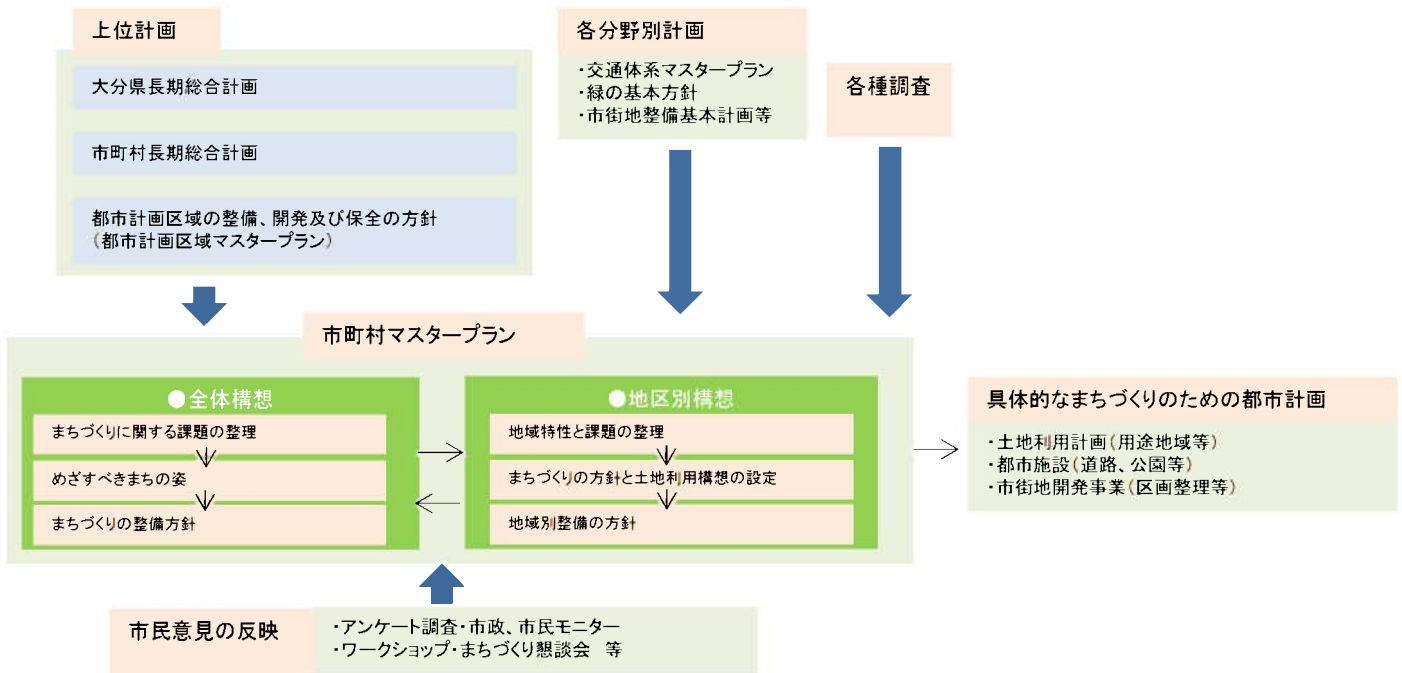 上位計画
大分県長期総合計画
市町村長期総合計画
都市計画区域の整備、開発及び保全の方針
(都市計画区域マスタープラン)
各分野別計画
・交通体系マスタープラン
・緑の基本方針
・市街地整備基本計画等
各種調査
市町村マスタープラン
●全体構想
まちづくりに関する課題の整理
めざすべきまちの姿
まちづくりの整備方針
●地区別構想
地域特性と課題の整理
まちづくりの方針と土地利用構想の設定
地域別整備の方針
具体的なまちづくりのための都市計画
・土地利用計画(用途地域等)
・都市施設(道路、公園等)
・市街地開発事業(区画整理等)
市民意見の反映
・アンケート調査・市政、市民モニター
・ワークショップ・まちづくり懇談会 等